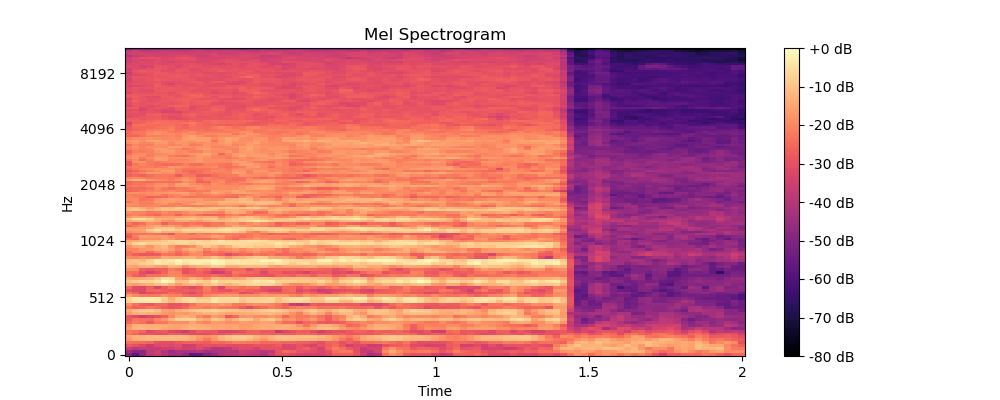 Mel Spectrogram
8192
4096
2048
1024
512
0
Hz
0
0.5
1
1.5
2
Time
+0 dB
-10 dB
-20 dB
-30 dB
-40 dB
-50 dB
-60 dB
-70 dB
-80 dB